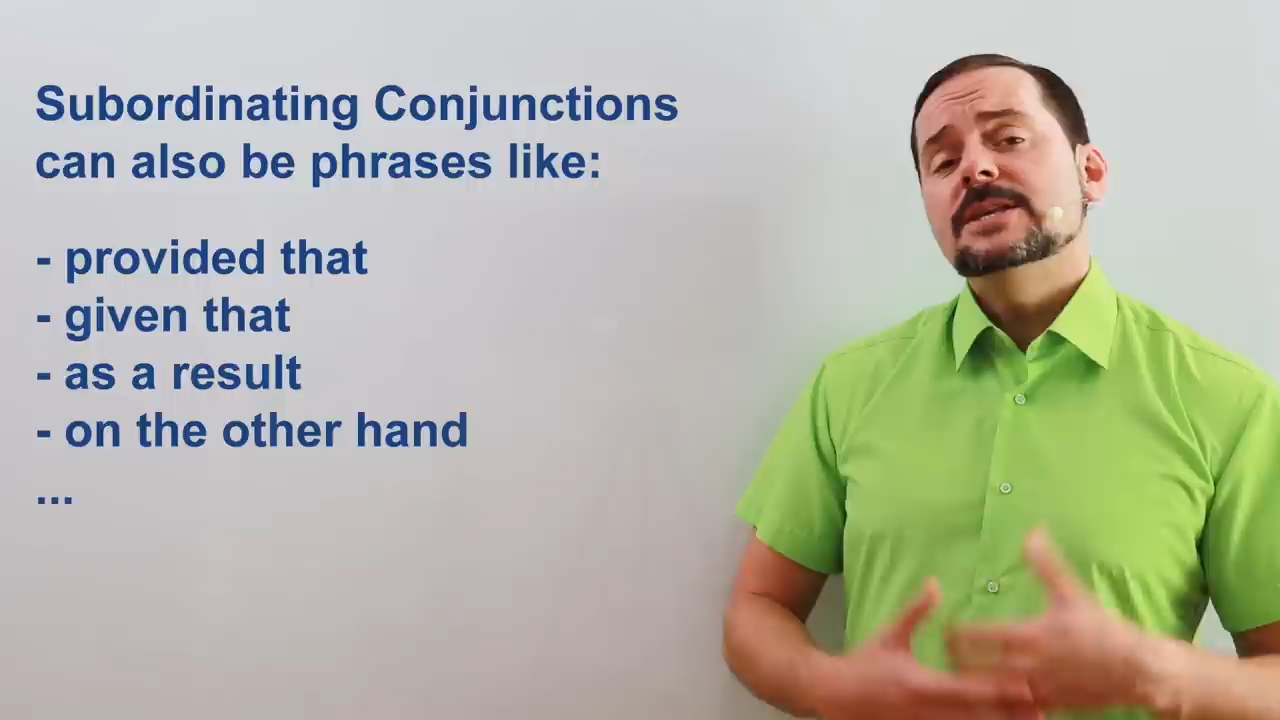 Subordinating Conjunctions
can also be phrases like:
- provided that
- given that
- as a result
- on the other hand
...